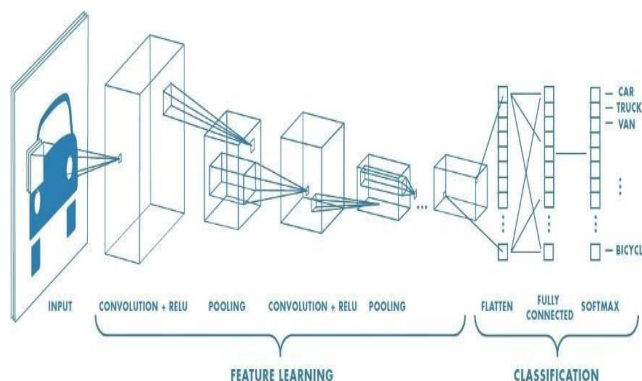 CAR
TRUCK
VAN
BICYCL
INPUT CONVOLUTION + RELU POOLING CONVOLUTION + RELU POOLING FLATTEN FULLY CONNECTED SOFTMAX
FEATURE LEARNING CLASSIFICATION